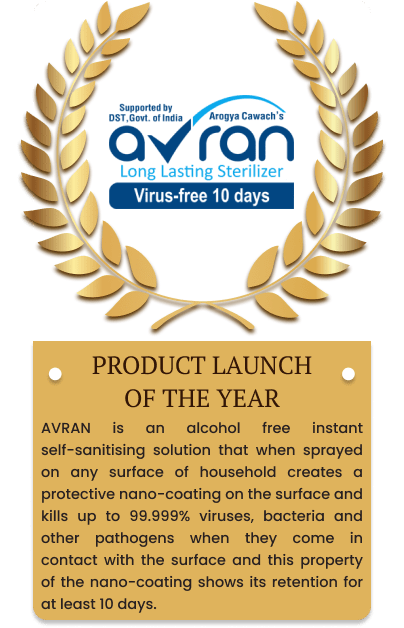 Supported by
DST,Govt. of India
Arogya Cawach's
avran
Long Lasting Sterilizer
Virus-free 10 days
PRODUCT LAUNCH
OF THE YEAR
AVRAN is an alcohol free instant
self-sanitising solution that when sprayed
on any surface of household creates a
protective nano-coating on the surface and
kills up to 99.999% viruses, bacteria and
other pathogens when they come in
contact with the surface and this property
of the nano-coating shows its retention for
at least 10 days.